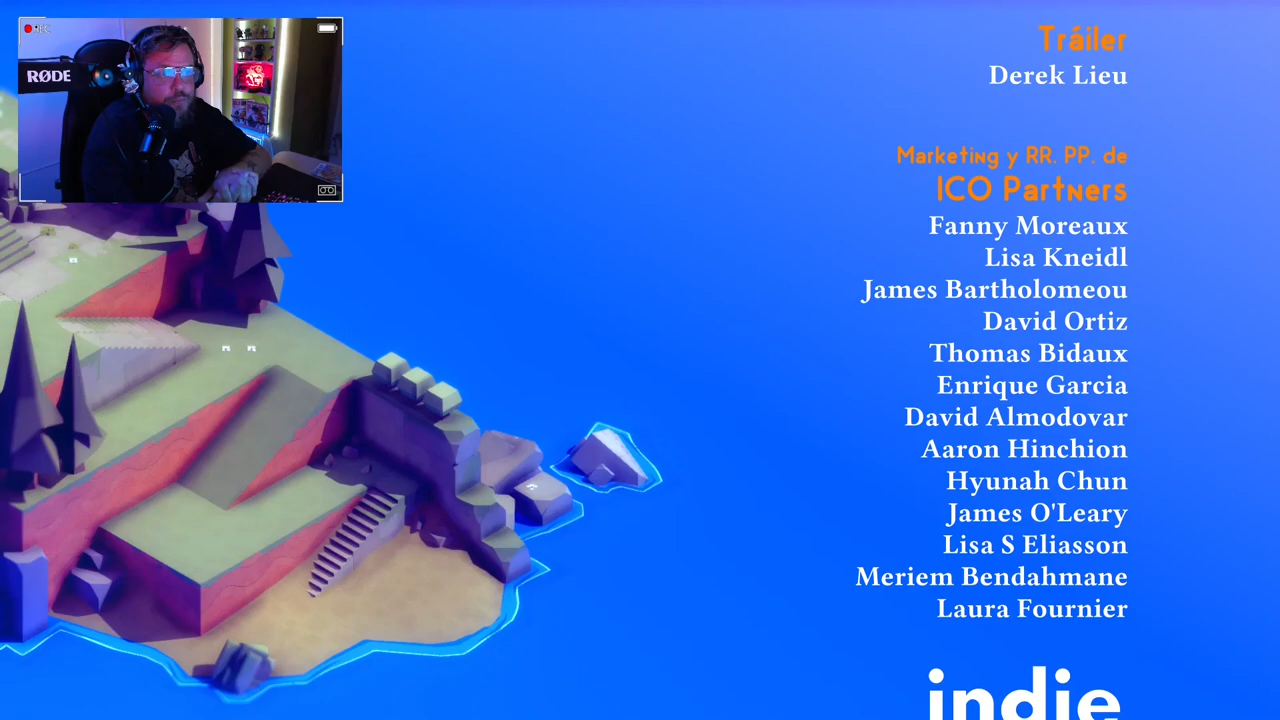 REC
RØDE
Tráiler
Derek Lieu
Marketing y RR. PP. de
ICO Partners
Fanny Moreaux
Lisa Kneidl
James Bartholomeou
David Ortiz
Thomas Bidaux
Enrique Garcia
David Almodovar
Aaron Hinchion
Hyunah Chun
James O'Leary
Lisa S Eliasson
Meriem Bendahmane
Laura Fournier
indie